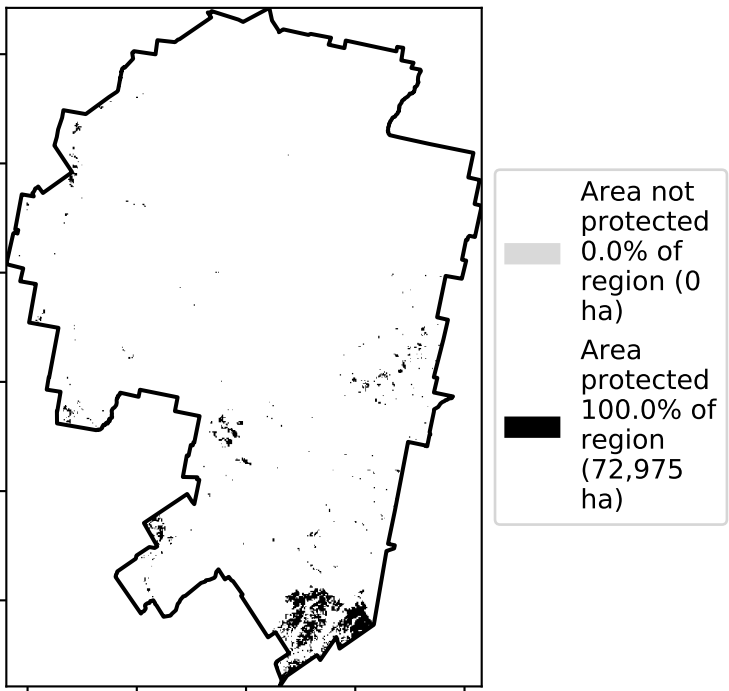 Area not
protected
0.0% of
region (0
ha)
Area
protected
100.0% of
region
(72,975
ha)